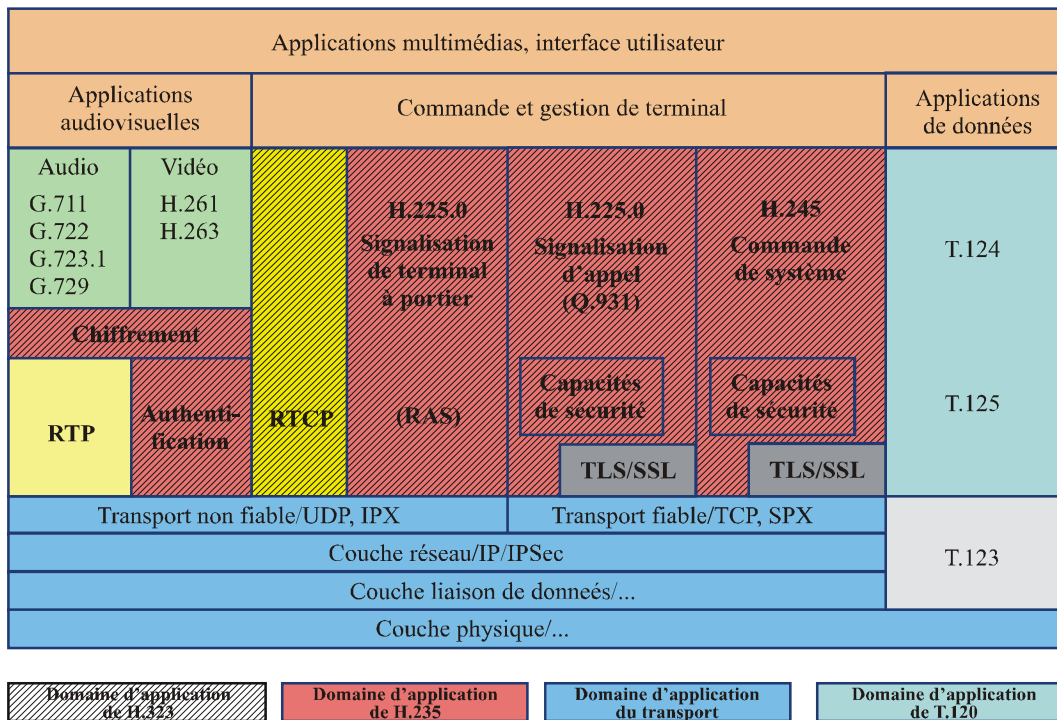 Applications multimédias, interface utilisateur
Applications
audiovisuelles
Commande et gestion de terminal
Applications
de données
Audio
G.711
G.722
G.723.1
G.729
Vidéo
H.261
H.263
Chiffrement
RTP
Authenti-
fication
RTCP
H.225.0
Signalisation
de terminal
à portier
(RAS)
H.225.0
Signalisation
d’appel
(Q.931)
Capacités
de sécurité
TLS/SSL
H.245
Commande
de système
Capacités
de sécurité
TLS/SSL
T.124
T.125
Transport non fiable/UDP, IPX
Transport fiable/TCP, SPX
Couche réseau/IP/IPSec
T.123
Couche liaison de donneés/...
Couche physique/...
Domaine d’application
de H.323
Domaine d’application
de H.235
Domaine d’application
du transport
Domaine d’application
de T.120